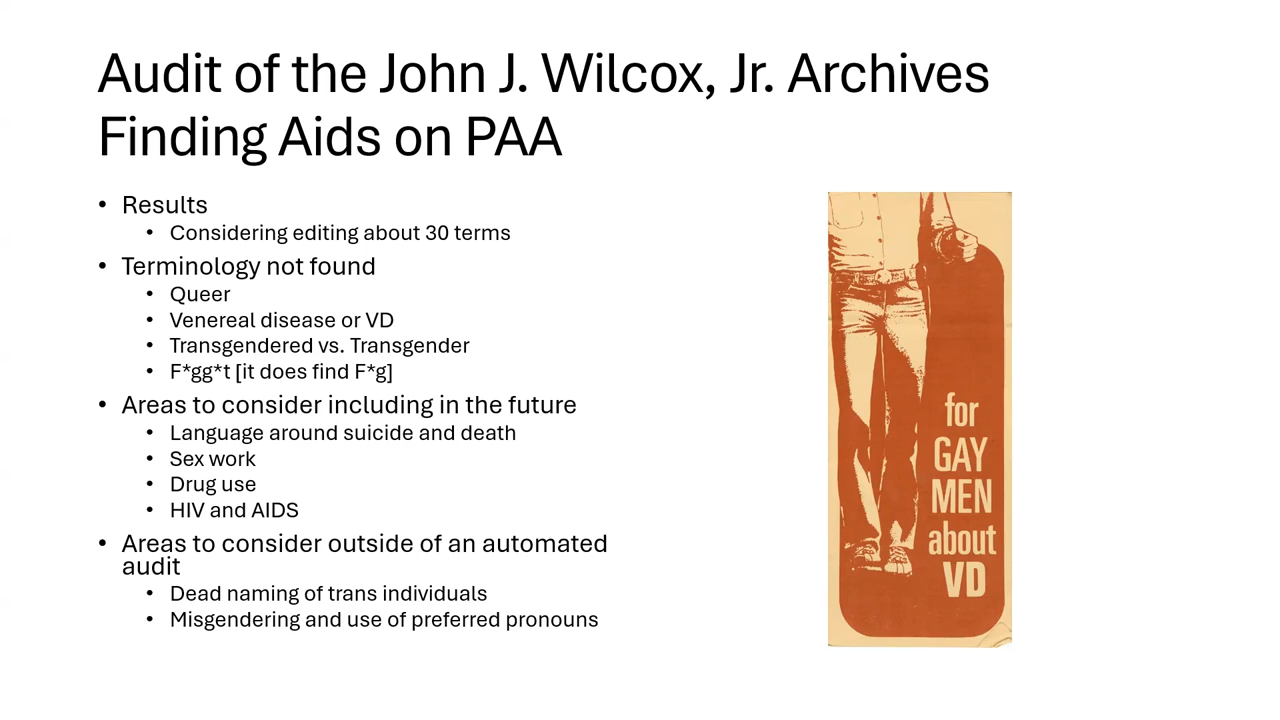 Audit of the John J. Wilcox, Jr. Archives
Finding Aids on PAA
• Results
• Considering editing about 30 terms
• Terminology not found
• Queer
• Venereal disease or VD
• Transgendered vs. Transgender
• F*gg*t [it does find F*g]
• Areas to consider including in the future
• Language around suicide and death
• Sex work
• Drug use
• HIV and AIDS
• Areas to consider outside of an automated
audit
• Dead naming of trans individuals
• Misgendering and use of preferred pronouns
for
GAY
MEN
about
VD